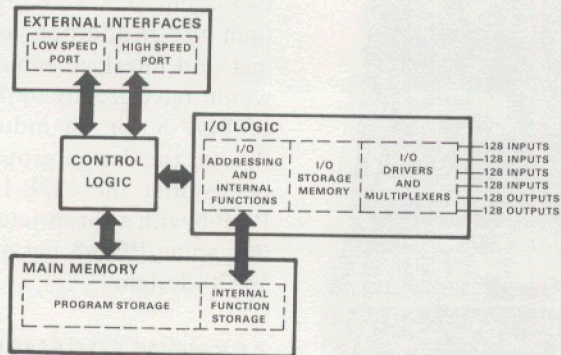 EXTERNAL INTERFACES
LOW SPEED
PORT
HIGH SPEED
PORT
CONTROL
LOGIC
I/O LOGIC
I/O
ADDRESSING
AND
INTERNAL
FUNCTIONS
I/O
STORAGE
MEMORY
I/O
DRIVERS
AND
MULTIPLEXERS
128 INPUTS
128 INPUTS
128 INPUTS
128 INPUTS
128 OUTPUTS
128 OUTPUTS
MAIN MEMORY
PROGRAM STORAGE
INTERNAL
FUNCTION
STORAGE